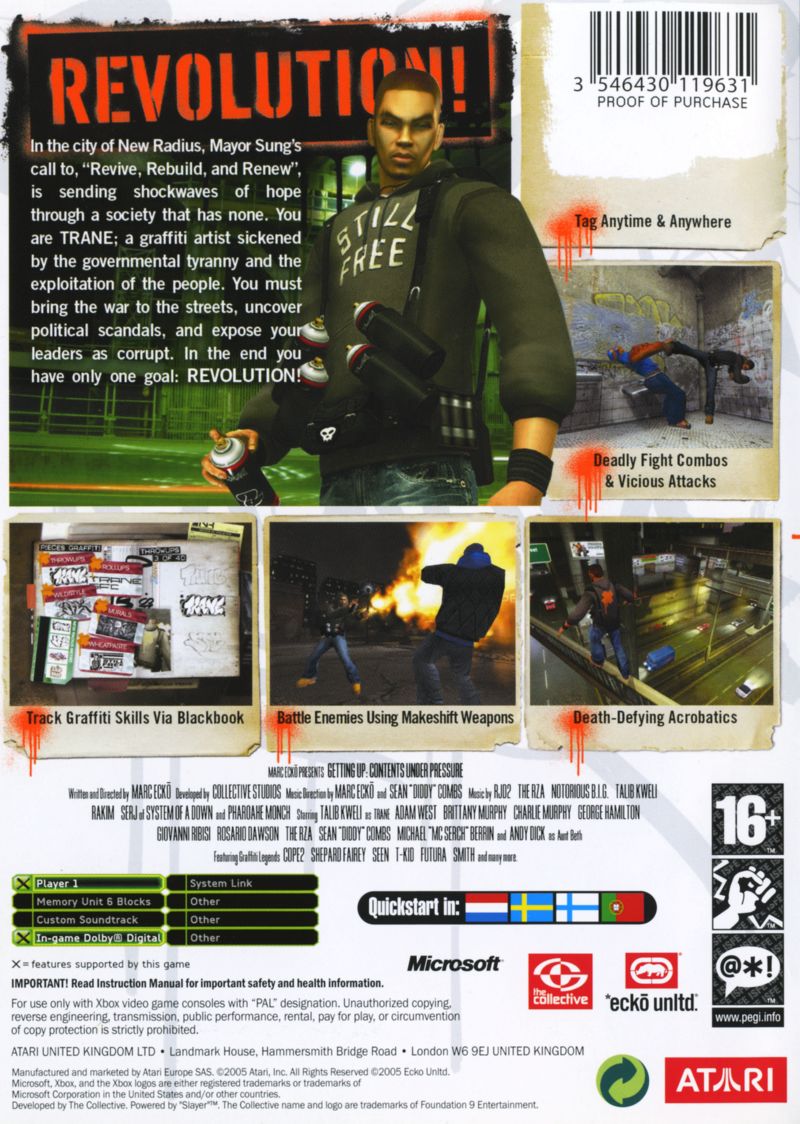 REVOLUTION!
In the city of New Radius, Mayor Sung's
call to, “Revive, Rebuild, and Renew”,
is sending shockwaves of hope
through a society that has none. You
are TRANE; a graffiti artist sickened
by the governmental tyranny and the
exploitation of the people. You must
bring the war to the streets, uncover
political scandals, and expose your
leaders as corrupt. In the end you
have only one goal: REVOLUTION!
STILL
FREE
3 546430 119631
PROOF OF PURCHASE
Tag Anytime & Anywhere
Deadly Fight Combos
& Vicious Attacks
PIECES GRAFFITI
THROWUPS
ROLLUPS
WILDSTYLE
MURALS
WHEATPASTE
THROWUPS
TRANE
Track Graffiti Skills Via Blackbook
Battle Enemies Using Makeshift Weapons
Death-Defying Acrobatics
MARC ECKŌ PRESENTS GETTING UP: CONTENTS UNDER PRESSURE
Written and Directed by MARC ECKŌ Developed by COLLECTIVE STUDIOS Music Direction by MARC ECKŌ and SEAN "DIDDY" COMBS Music by RJD2 THE RZA NOTORIOUS B.I.G. TALIB KWELI
RAKIM SERJ of SYSTEM OF A DOWN and PHAROAHE MONCH Starring TALIB KWELI as TRANE ADAM WEST BRITTANY MURPHY CHARLIE MURPHY GEORGE HAMILTON
GIOVANNI RIBISI ROSARIO DAWSON THE RZA SEAN "DIDDY" COMBS MICHAEL "MC SERCH" BERRIN and ANDY DICK as Aunt Beth
Featuring Graffiti Legends COPE2 SHEPARD FAIREY SEEN T-KID FUTURA SMITH and many more.
Player 1
Memory Unit 6 Blocks
Custom Soundtrack
In-game Dolby® Digital
System Link
Other
Other
Other
X= features supported by this game
Quickstart in:
16+
™
™
@*!
™
www.pegi.info
Microsoft®
the collective
*eckō unltd.
IMPORTANT! Read Instruction Manual for important safety and health information.
For use only with Xbox video game consoles with “PAL” designation. Unauthorized copying,
reverse engineering, transmission, public performance, rental, pay for play, or circumvention
of copy protection is strictly prohibited.
ATARI UNITED KINGDOM LTD • Landmark House, Hammersmith Bridge Road • London W6 9EJ UNITED KINGDOM
Manufactured and marketed by Atari Europe SAS. ©2005 Atari, Inc. All Rights Reserved ©2005 Ecko Unltd.
Microsoft, Xbox, and the Xbox logos are either registered trademarks or trademarks of
Microsoft Corporation in the United States and/or other countries.
Developed by The Collective. Powered by "Slayer"™. The Collective name and logo are trademarks of Foundation 9 Entertainment.
ATARI